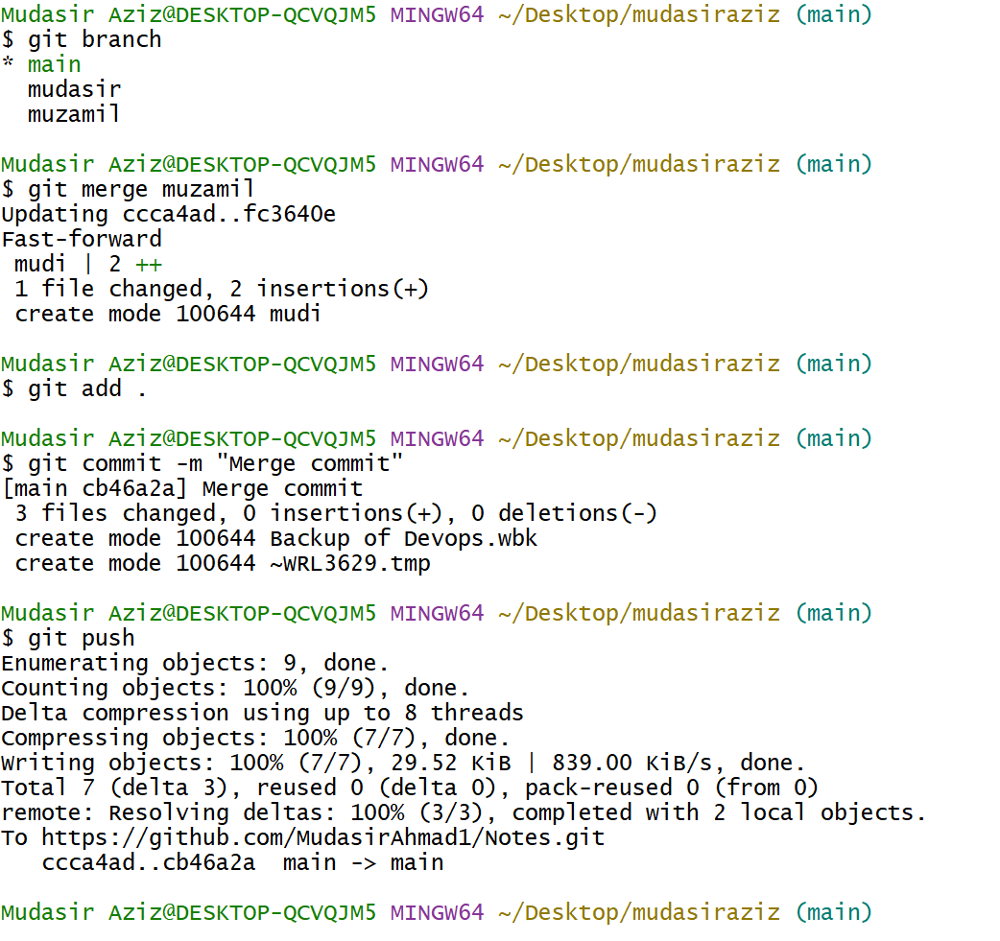 Mudasir Aziz@DESKTOP-QCVQJM5 MINGW64 ~/Desktop/mudasiraziz (main)
$ git branch
* main
  mudasir
  muzamil

Mudasir Aziz@DESKTOP-QCVQJM5 MINGW64 ~/Desktop/mudasiraziz (main)
$ git merge muzamil
Updating ccca4ad..fc3640e
Fast-forward
 mudi | 2 ++
 1 file changed, 2 insertions(+)
 create mode 100644 mudi

Mudasir Aziz@DESKTOP-QCVQJM5 MINGW64 ~/Desktop/mudasiraziz (main)
$ git add .

Mudasir Aziz@DESKTOP-QCVQJM5 MINGW64 ~/Desktop/mudasiraziz (main)
$ git commit -m "Merge commit"
[main cb46a2a] Merge commit
 3 files changed, 0 insertions(+), 0 deletions(-)
 create mode 100644 Backup of Devops.wbk
 create mode 100644 ~WRL3629.tmp

Mudasir Aziz@DESKTOP-QCVQJM5 MINGW64 ~/Desktop/mudasiraziz (main)
$ git push
Enumerating objects: 9, done.
Counting objects: 100% (9/9), done.
Delta compression using up to 8 threads
Compressing objects: 100% (7/7), done.
Writing objects: 100% (7/7), 29.52 KiB | 839.00 KiB/s, done.
Total 7 (delta 3), reused 0 (delta 0), pack-reused 0 (from 0)
remote: Resolving deltas: 100% (3/3), completed with 2 local objects.
To https://github.com/MudasirAhmad1/Notes.git
   ccca4ad..cb46a2a  main -> main

Mudasir Aziz@DESKTOP-QCVQJM5 MINGW64 ~/Desktop/mudasiraziz (main)